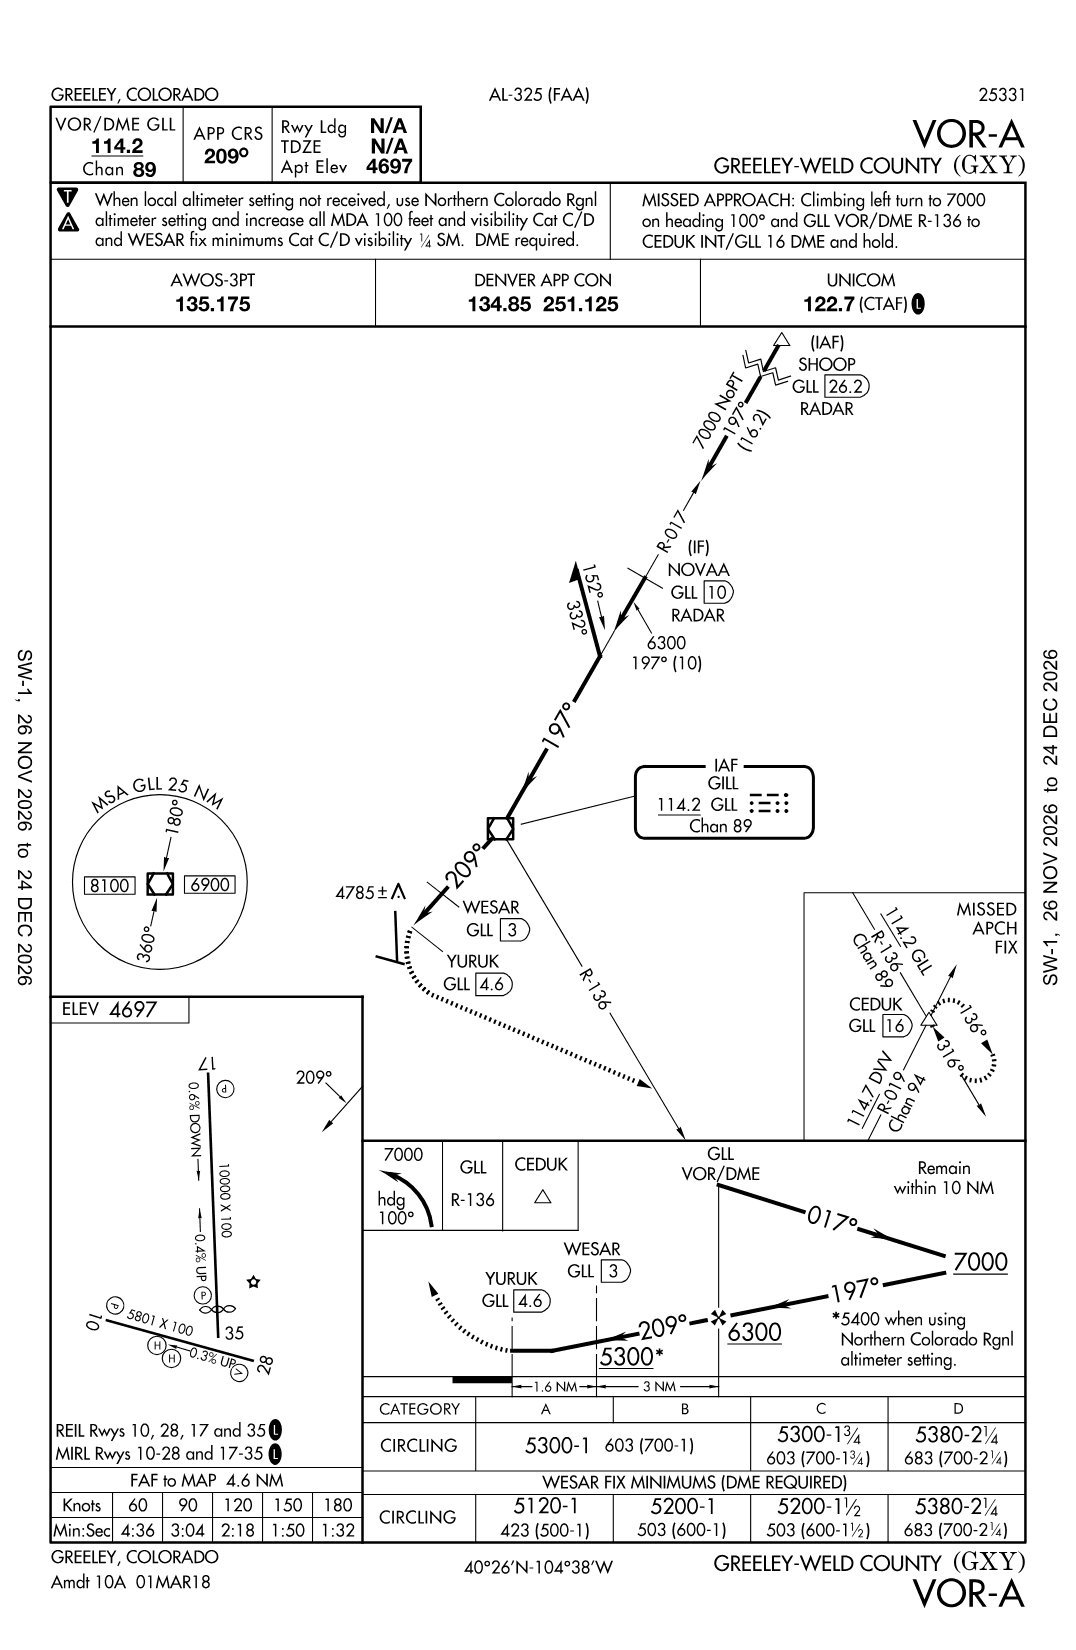 GREELEY, COLORADO
AL-325 (FAA)
25331
VOR/DME GLL
114.2
Chan 89
APP CRS
209°
Rwy Ldg N/A
TDZE N/A
Apt Elev 4697
VOR-A
GREELEY-WELD COUNTY (GXY)
T
A
When local altimeter setting not received, use Northern Colorado Rgnl
altimeter setting and increase all MDA 100 feet and visibility Cat C/D
and WESAR fix minimums Cat C/D visibility ¼ SM. DME required.
MISSED APPROACH: Climbing left turn to 7000
on heading 100° and GLL VOR/DME R-136 to
CEDUK INT/GLL 16 DME and hold.
AWOS-3PT
135.175
DENVER APP CON
134.85 251.125
UNICOM
122.7 (CTAF) L
(IAF)
SHOOP
GLL 26.2
RADAR
7000 NoPT
197°
(16.2)
R-017
(IF)
NOVAA
GLL 10
RADAR
152°
332°
6300
197° (10)
197°
IAF
GILL
114.2 GLL
Chan 89
209°
WESAR
GLL 3
4785±
YURUK
GLL 4.6
R-136
MSA GLL 25 NM
180°
8100
6900
360°
MISSED
APCH
FIX
114.2 GLL
R-136
Chan 89
CEDUK
GLL 16
136°
316°
114.7 DVV
R-019
Chan 94
SW-1, 26 NOV 2026 to 24 DEC 2026
SW-1, 26 NOV 2026 to 24 DEC 2026
ELEV 4697
17
P
209°
0.6% DOWN
10000 X 100
0.4% UP
P
35
10
P
5801 X 100
H
H
0.3% UP
V
28
REIL Rwys 10, 28, 17 and 35 L
MIRL Rwys 10-28 and 17-35 L
FAF to MAP 4.6 NM
Knots 60 90 120 150 180
Min:Sec 4:36 3:04 2:18 1:50 1:32
7000
hdg
100°
GLL
R-136
CEDUK
GLL
VOR/DME
Remain
within 10 NM
017°
7000
197°
WESAR
GLL 3
YURUK
GLL 4.6
209°
6300
5300*
*5400 when using
Northern Colorado Rgnl
altimeter setting.
1.6 NM
3 NM
CATEGORY A B C D
CIRCLING 5300-1 603 (700-1)
5300-1¾
603 (700-1¾)
5380-2¼
683 (700-2¼)
WESAR FIX MINIMUMS (DME REQUIRED)
CIRCLING
5120-1 5200-1 5200-1½ 5380-2¼
423 (500-1) 503 (600-1) 503 (600-1½) 683 (700-2¼)
GREELEY, COLORADO
Amdt 10A 01MAR18
40°26'N-104°38'W
GREELEY-WELD COUNTY (GXY)
VOR-A